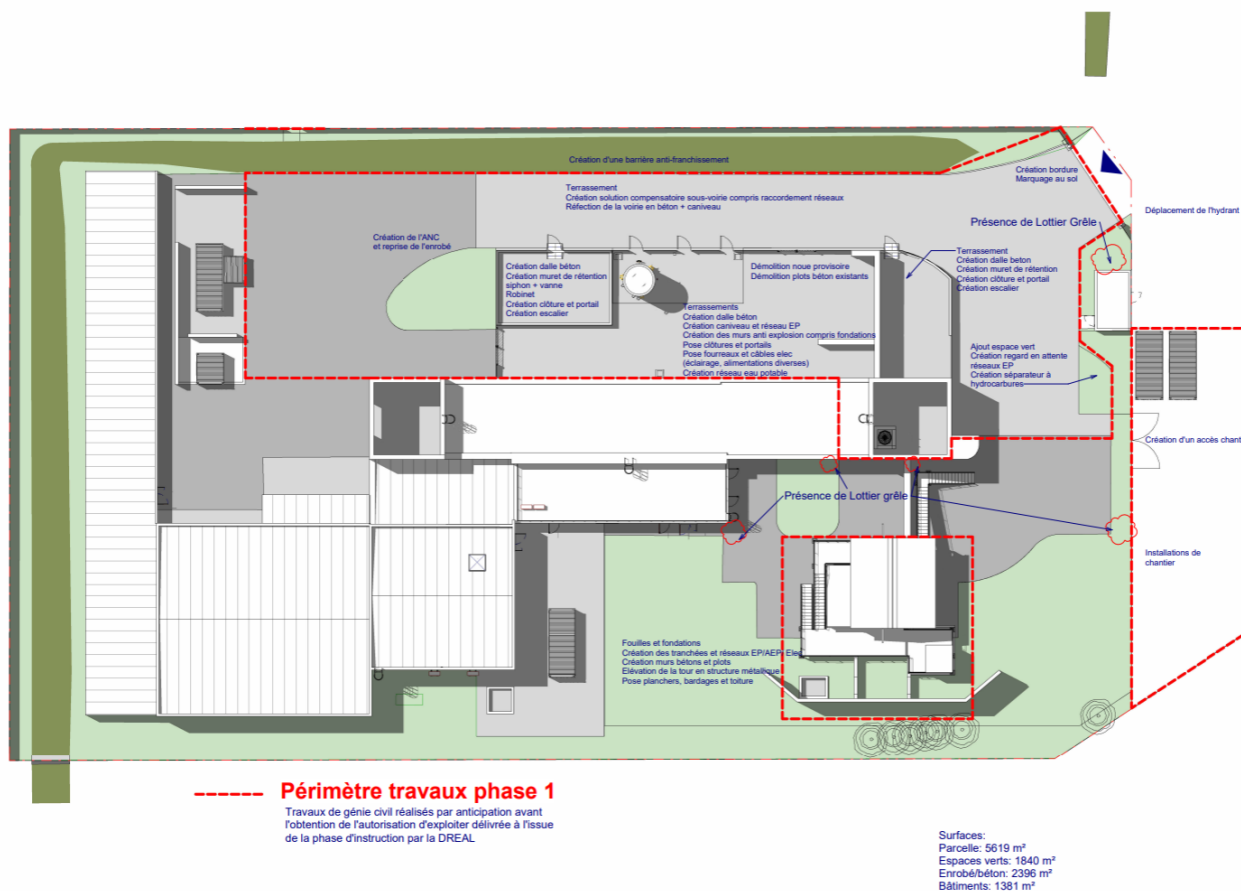 Création d'une barrière anti-franchissement
Création bordure
Marquage au sol
Terrassement
Création solution compensatoire sous-voirie compris raccordement réseaux
Réfection de la voirie en béton + caniveau
Déplacement de l'hydrant
Présence de Lottier Grêle
Création de l'ANC
et reprise de l'enrobé
Terrassement
Création dalle beton
Création muret de rétention
Création clôture et portail
Création escalier
Création dalle béton
Création muret de rétention
siphon + vanne
Robinet
Création clôture et portail
Création escalier
Démolition noue provisoire
Démolition plots béton existants
Terrassements
Création dalle béton
Création caniveau et réseau EP
Création des murs anti explosion compris fondations
Pose clôtures et portails
Pose fourreaux et câbles elec
(éclairage, alimentations diverses)
Création réseau eau potable
Ajout espace vert
Création regard en attente
réseaux EP
Création séparateur à
hydrocarbures
Création d'un accès chant
Présence de Lottier grêle
Installations de
chantier
Fouilles et fondations
Création des tranchées et réseaux EP/AEP/ Elec
Création murs bétons et plots
Elévation de la tour en structure métallique
Pose planchers, bardages et toiture
Périmètre travaux phase 1
Travaux de génie civil réalisés par anticipation avant
l'obtention de l'autorisation d'exploiter délivrée à l'issue
de la phase d'instruction par la DREAL
Surfaces:
Parcelle: 5619 m²
Espaces verts: 1840 m²
Enrobé/béton: 2396 m²
Bâtiments: 1381 m²